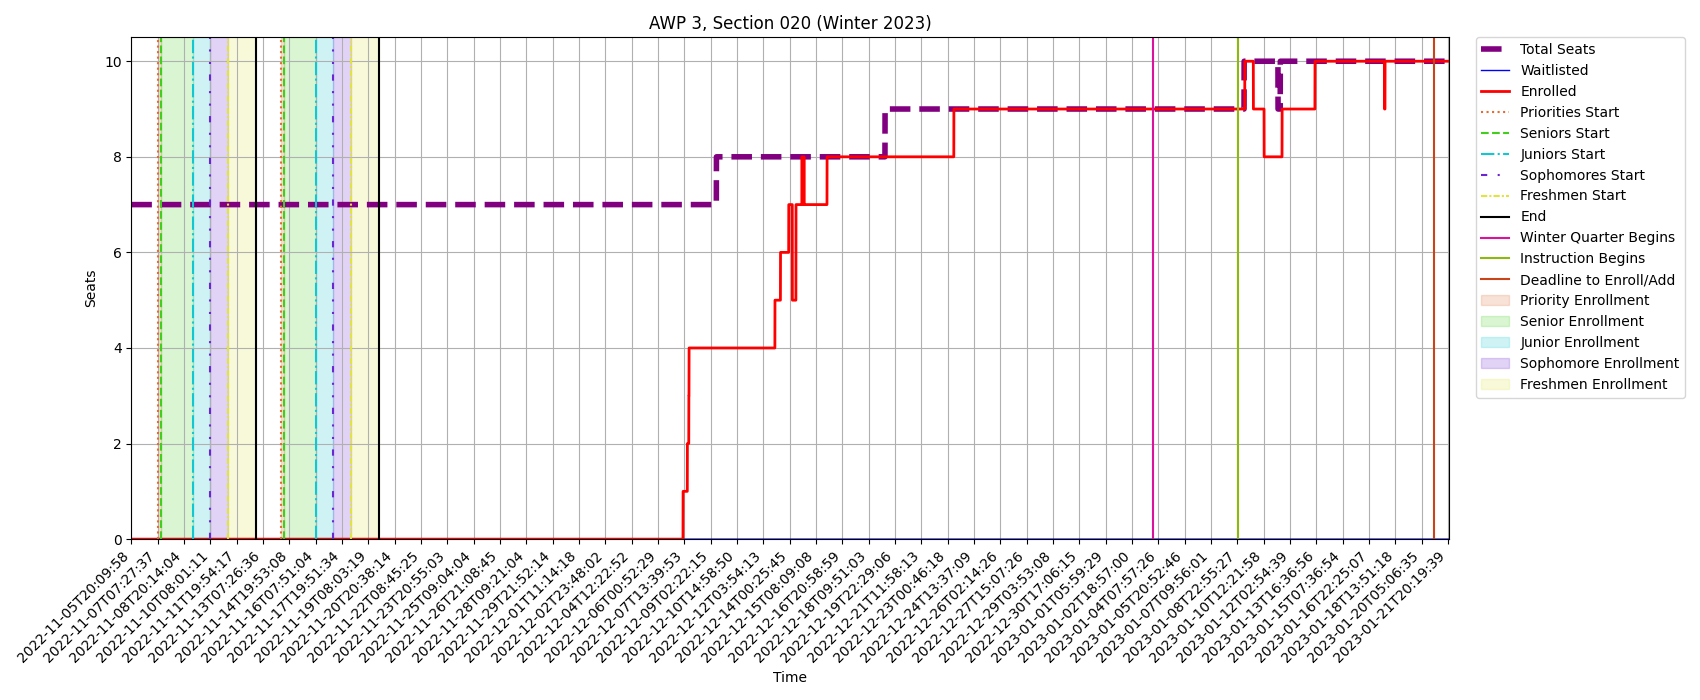 AWP 3, Section 020 (Winter 2023)
10
8
6
4
2
0
Seats
2022-11-05T20:09:58
2022-11-07T07:27:37
2022-11-08T20:14:04
2022-11-10T08:01:11
2022-11-11T19:54:17
2022-11-13T07:26:36
2022-11-14T19:53:08
2022-11-16T07:51:04
2022-11-17T19:51:34
2022-11-19T08:03:19
2022-11-20T20:38:14
2022-11-22T08:45:25
2022-11-23T20:55:03
2022-11-25T09:04:04
2022-11-26T21:08:45
2022-11-28T09:21:04
2022-11-29T21:52:14
2022-12-01T11:14:18
2022-12-02T23:48:02
2022-12-04T12:22:52
2022-12-06T00:52:29
2022-12-07T13:39:53
2022-12-09T02:22:15
2022-12-10T14:58:50
2022-12-12T03:54:13
2022-12-14T00:25:45
2022-12-15T08:09:08
2022-12-16T20:58:59
2022-12-18T09:51:03
2022-12-19T22:29:06
2022-12-21T11:58:13
2022-12-23T00:46:18
2022-12-24T13:37:09
2022-12-26T02:14:26
2022-12-27T15:07:26
2022-12-29T03:53:08
2022-12-30T17:06:15
2023-01-01T05:59:29
2023-01-02T18:57:00
2023-01-04T07:57:26
2023-01-05T20:52:46
2023-01-07T09:56:01
2023-01-08T22:55:27
2023-01-10T12:21:58
2023-01-12T02:54:39
2023-01-13T16:36:56
2023-01-15T07:36:54
2023-01-16T22:25:07
2023-01-18T13:51:18
2023-01-20T05:06:35
2023-01-21T20:19:39
Time
Total Seats
Waitlisted
Enrolled
Priorities Start
Seniors Start
Juniors Start
Sophomores Start
Freshmen Start
End
Winter Quarter Begins
Instruction Begins
Deadline to Enroll/Add
Priority Enrollment
Senior Enrollment
Junior Enrollment
Sophomore Enrollment
Freshmen Enrollment